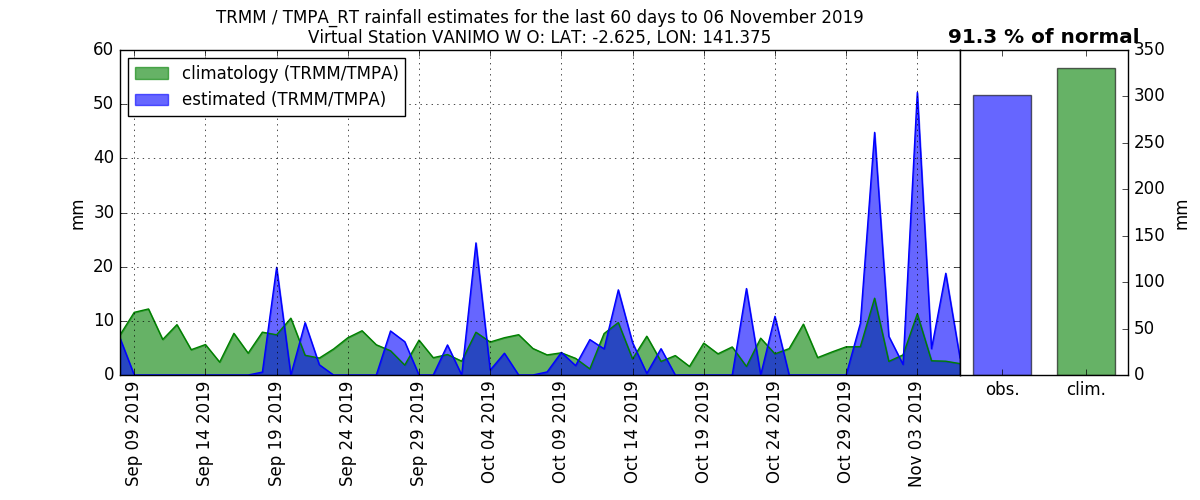 TRMM / TMPA_RT rainfall estimates for the last 60 days to 06 November 2019
Virtual Station VANIMO W O: LAT: -2.625, LON: 141.375
91.3 % of normal
climatology (TRMM/TMPA)
estimated (TRMM/TMPA)
60
50
40
30
20
10
0
mm
350
300
250
200
150
100
50
0
mm
obs.
clim.
Sep 09 2019
Sep 14 2019
Sep 19 2019
Sep 24 2019
Sep 29 2019
Oct 04 2019
Oct 09 2019
Oct 14 2019
Oct 19 2019
Oct 24 2019
Oct 29 2019
Nov 03 2019